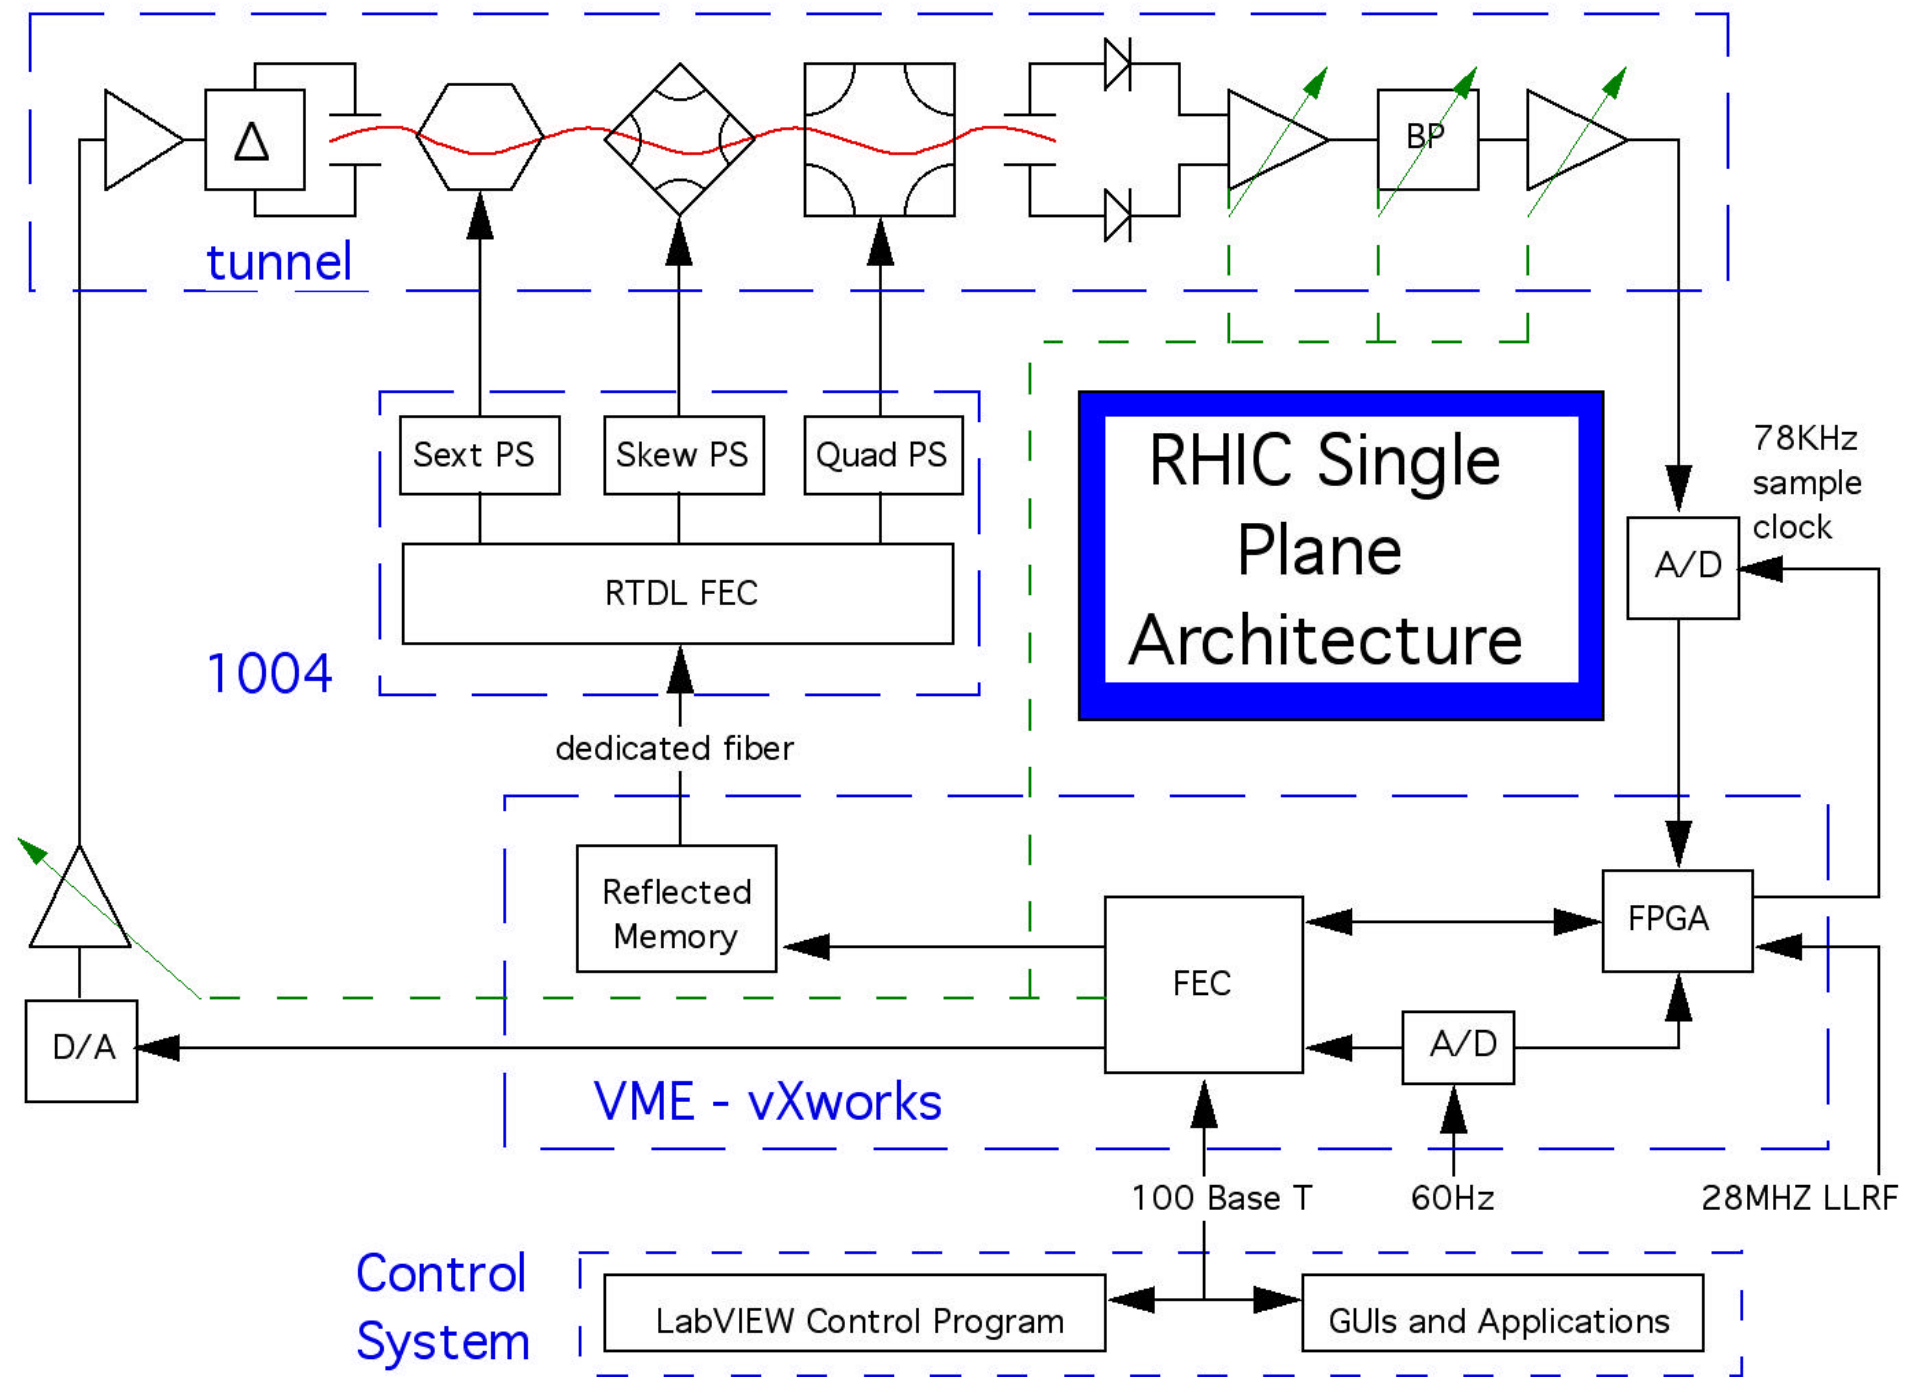 Δ
BP
tunnel
Sext PS
Skew PS
Quad PS
RHIC Single
Plane
Architecture
78KHz
sample
clock
A/D
RTDL FEC
1004
dedicated fiber
Reflected
Memory
FPGA
FEC
D/A
A/D
VME - vXworks
100 Base T
60Hz
28MHZ LLRF
Control
System
LabVIEW Control Program
GUIs and Applications